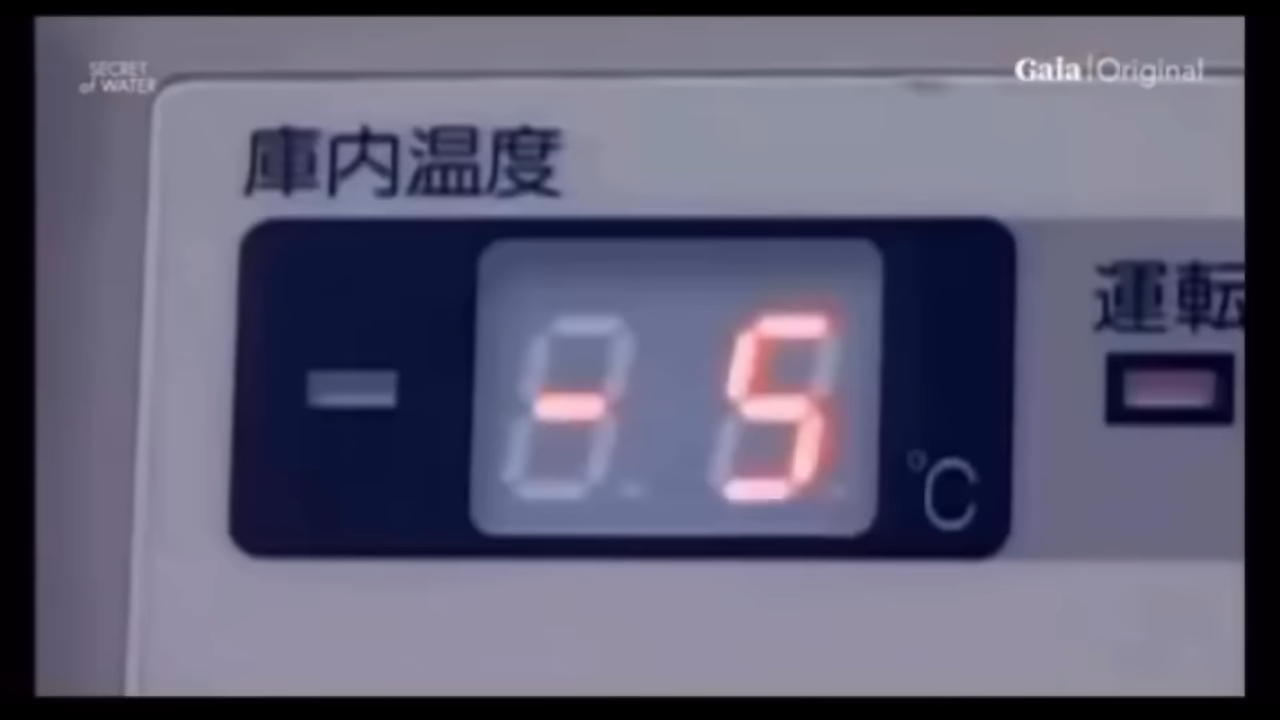 SECRET
of WATER
Gaia|Original
庫内温度
運転
- 5
°C